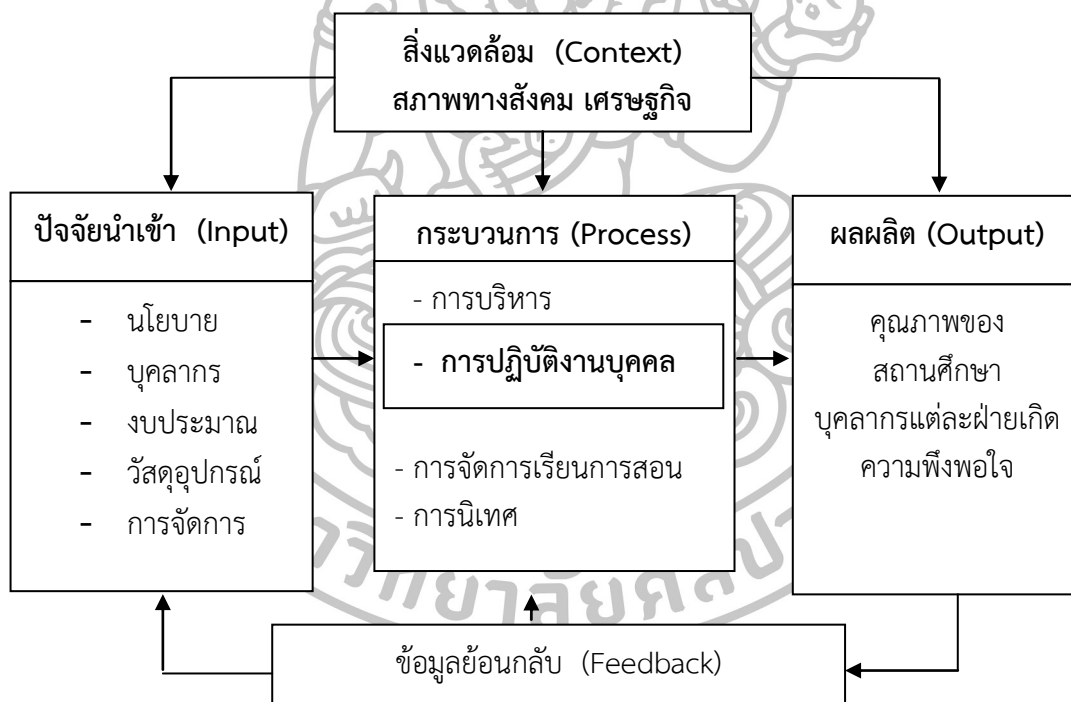 สิ่งแวดล้อม (Context)
สภาพทางสังคม เศรษฐกิจ
ปัจจัยนำเข้า (Input)
- นโยบาย
- บุคลากร
- งบประมาณ
- วัสดุอุปกรณ์
- การจัดการ
กระบวนการ (Process)
- การบริหาร
- การปฏิบัติงานบุคคล
- การจัดการเรียนการสอน
- การนิเทศ
ผลผลิต (Output)
คุณภาพของ
สถานศึกษา
บุคลากรแต่ละฝ่ายเกิด
ความพึงพอใจ
ข้อมูลย้อนกลับ (Feedback)